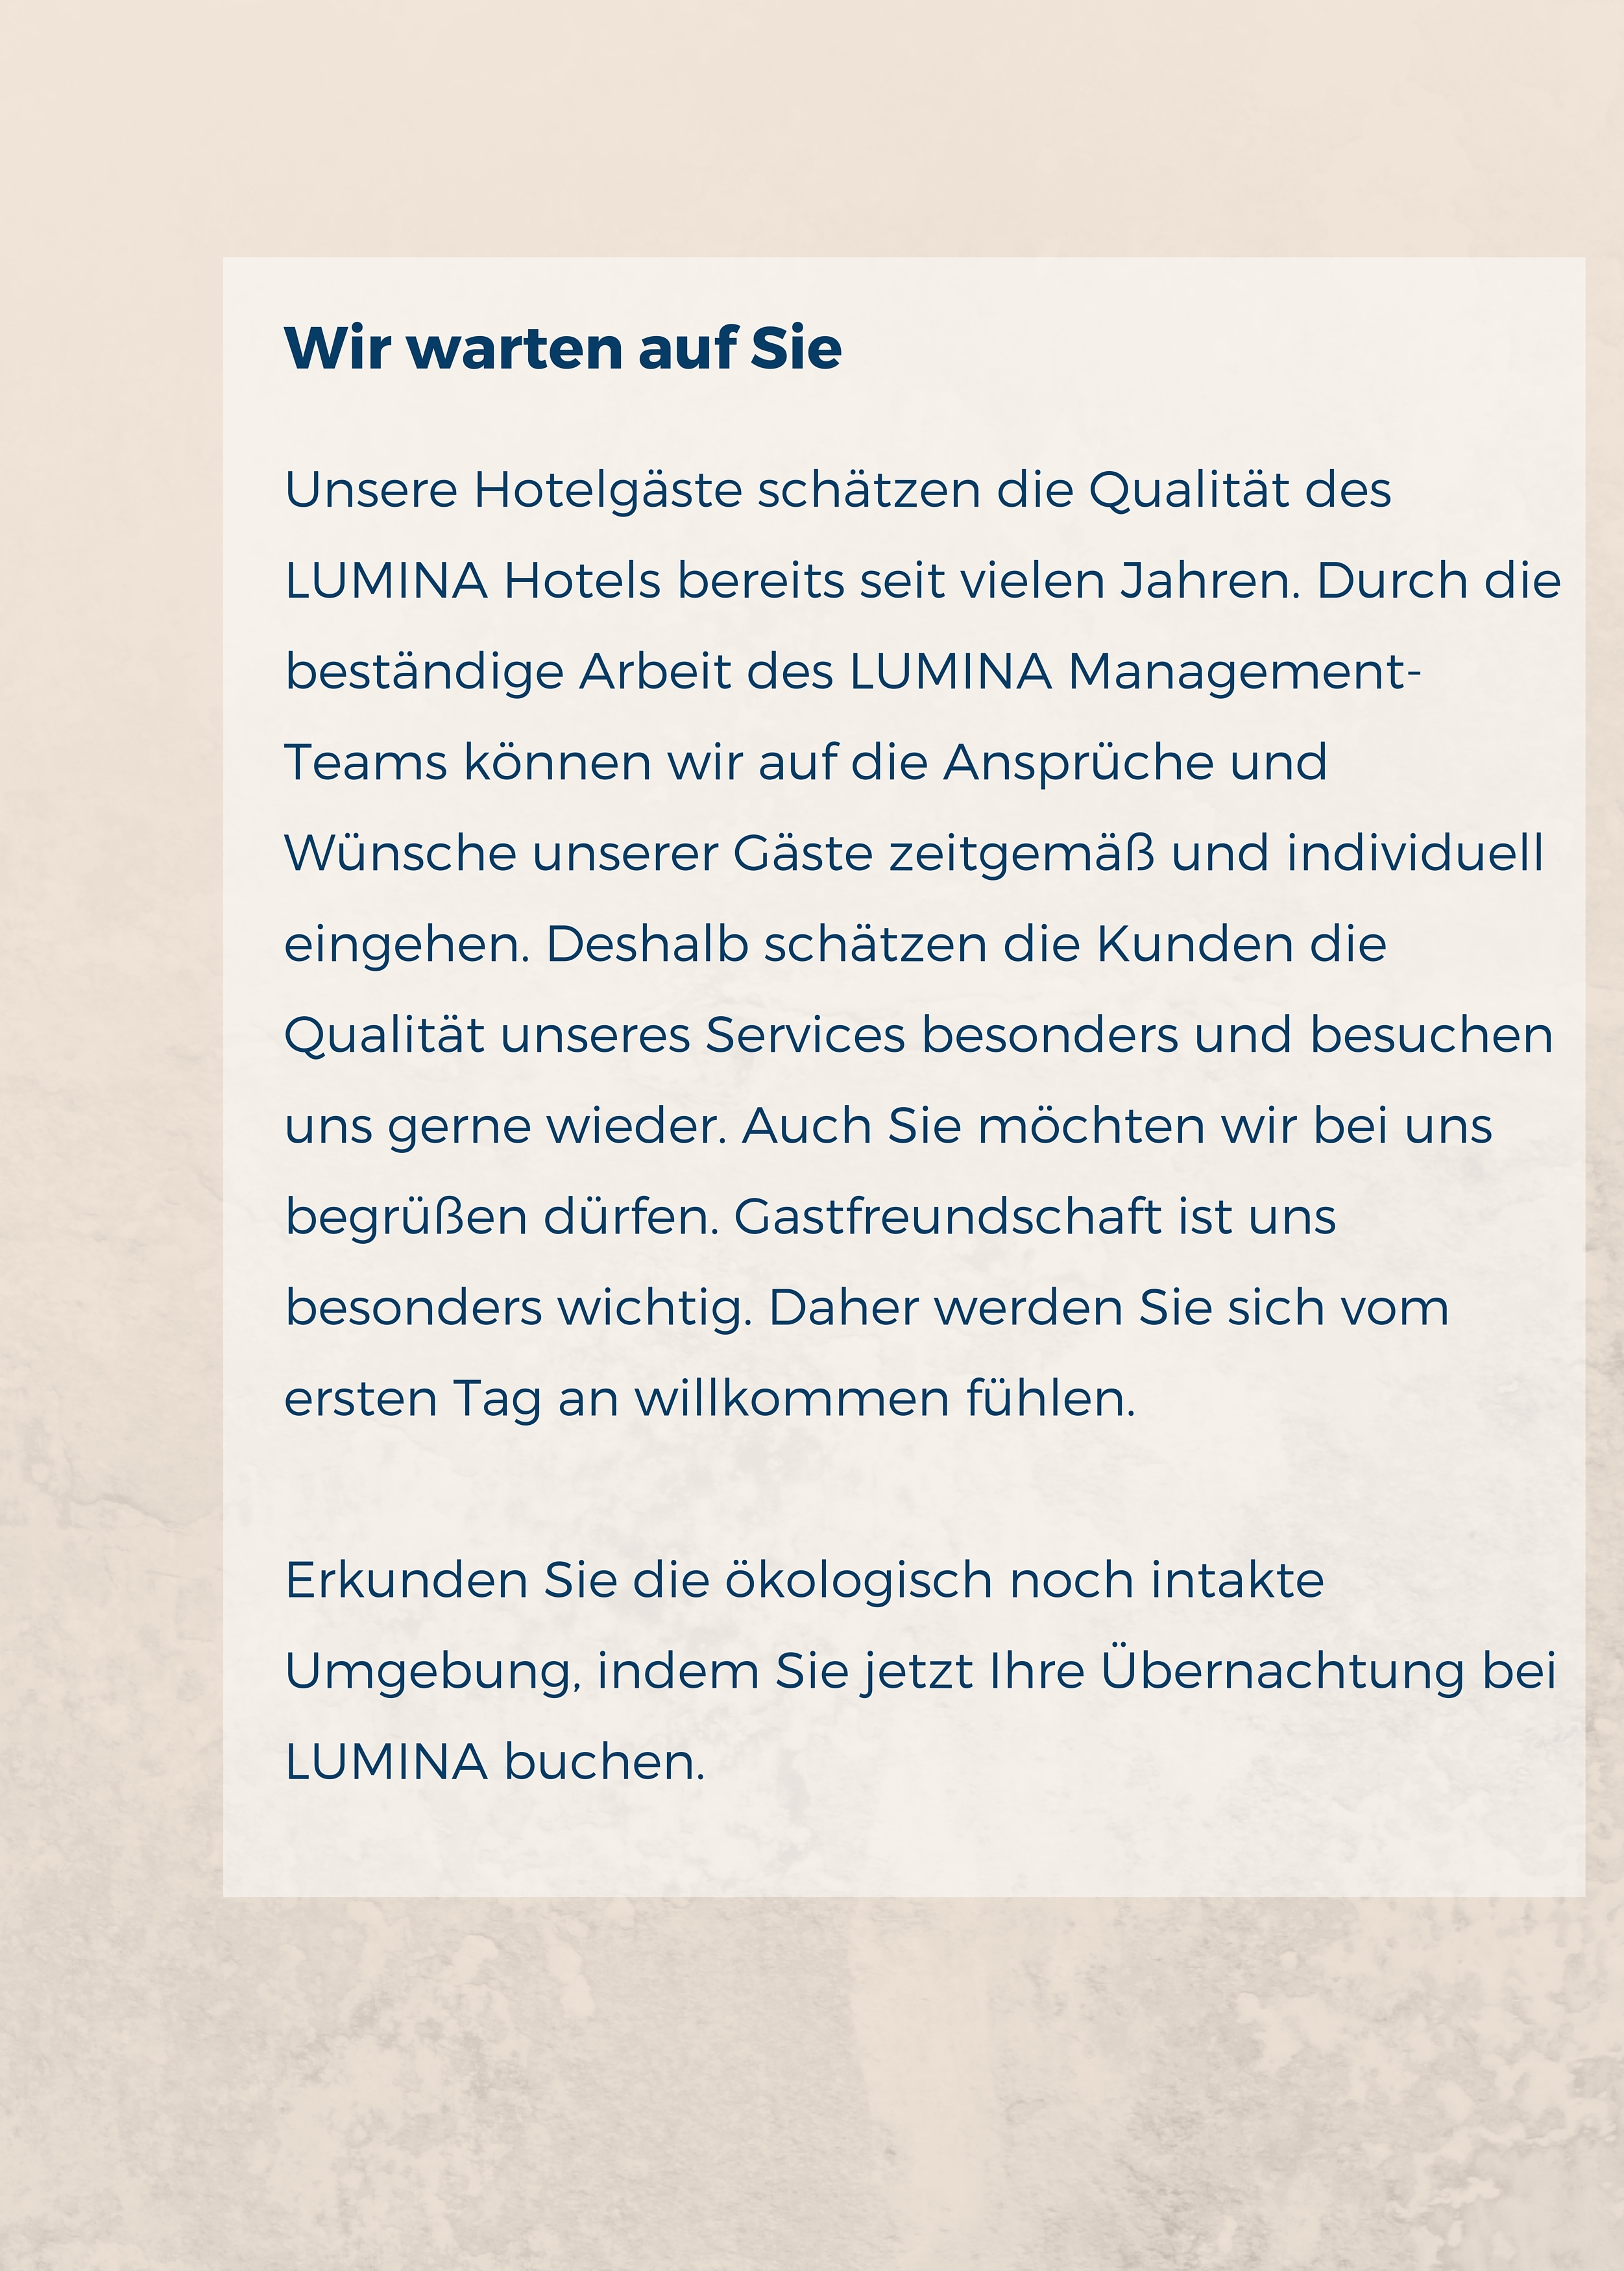 Wir warten auf Sie
Unsere Hotelgäste schätzen die Qualität des
LUMINA Hotels bereits seit vielen Jahren. Durch die
beständige Arbeit des LUMINA Management-
Teams können wir auf die Ansprüche und
Wünsche unserer Gäste zeitgemäß und individuell
eingehen. Deshalb schätzen die Kunden die
Qualität unseres Services besonders und besuchen
uns gerne wieder. Auch Sie möchten wir bei uns
begrüßen dürfen. Gastfreundschaft ist uns
besonders wichtig. Daher werden Sie sich vom
ersten Tag an willkommen fühlen.
Erkunden Sie die ökologisch noch intakte
Umgebung, indem Sie jetzt Ihre Übernachtung bei
LUMINA buchen.